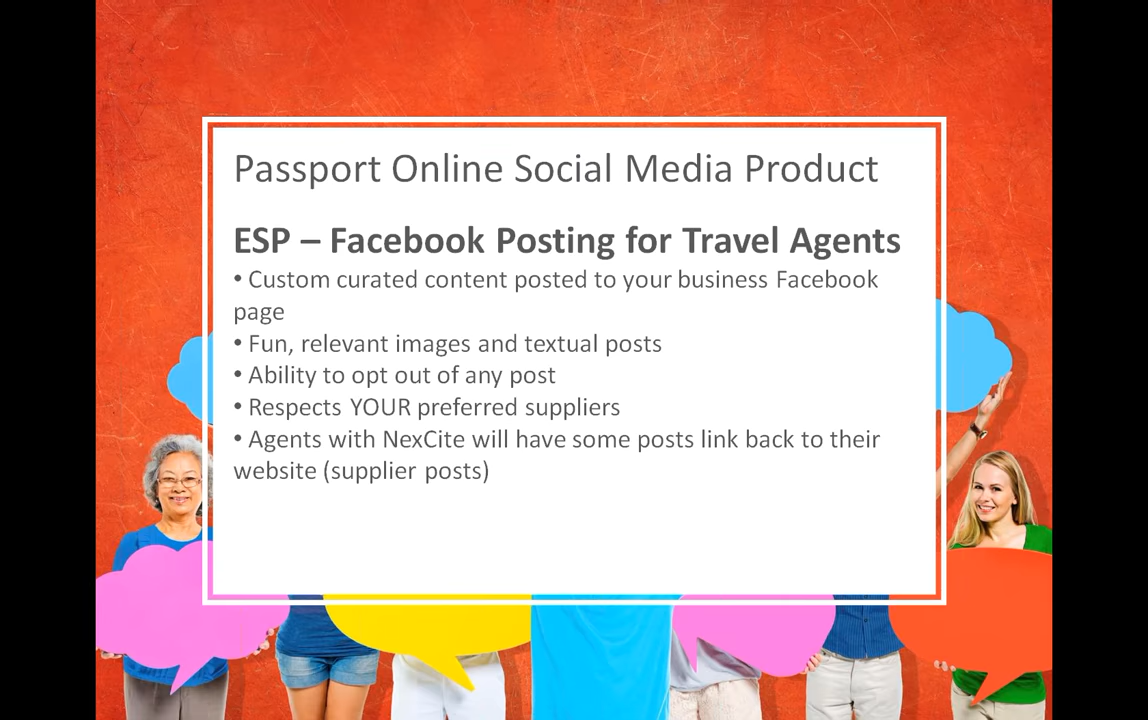 Passport Online Social Media Product
ESP – Facebook Posting for Travel Agents
• Custom curated content posted to your business Facebook
page
• Fun, relevant images and textual posts
• Ability to opt out of any post
• Respects YOUR preferred suppliers
• Agents with NexCite will have some posts link back to their
website (supplier posts)